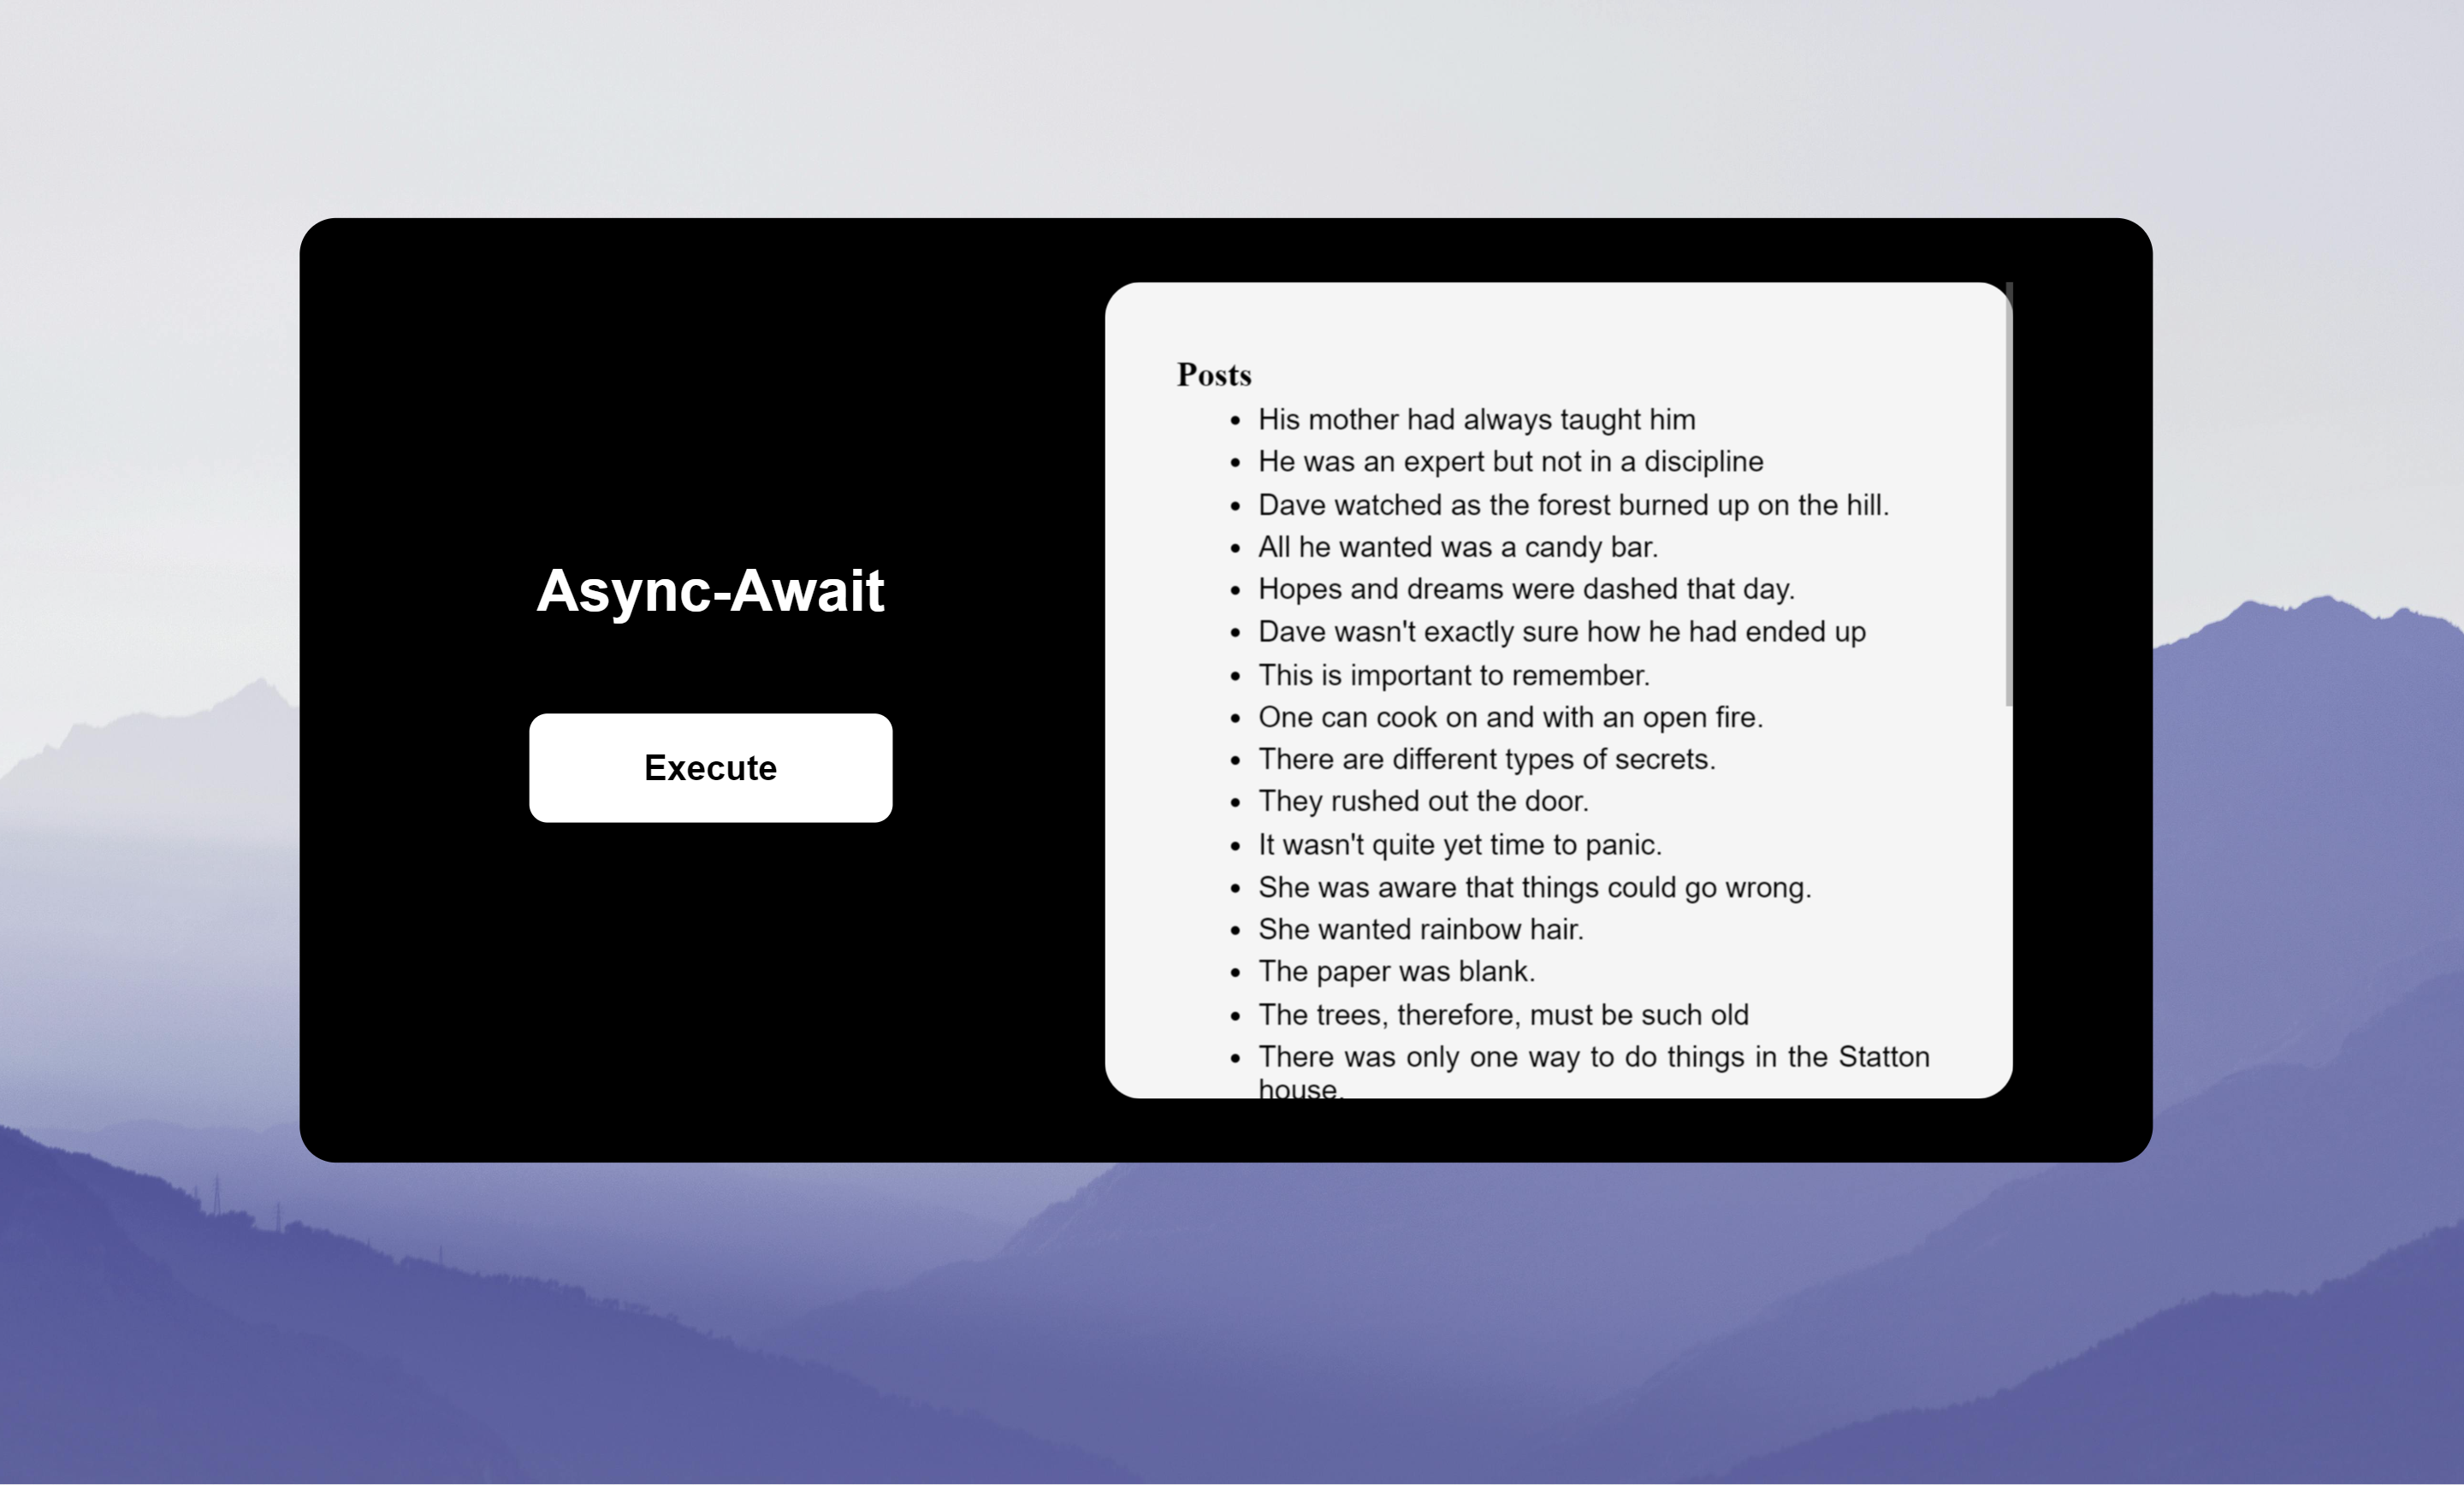 Async-Await
Execute
Posts
His mother had always taught him
He was an expert but not in a discipline
Dave watched as the forest burned up on the hill.
All he wanted was a candy bar.
Hopes and dreams were dashed that day.
Dave wasn't exactly sure how he had ended up
This is important to remember.
One can cook on and with an open fire.
There are different types of secrets.
They rushed out the door.
It wasn't quite yet time to panic.
She was aware that things could go wrong.
She wanted rainbow hair.
The paper was blank.
The trees, therefore, must be such old
There was only one way to do things in the Statton
house.